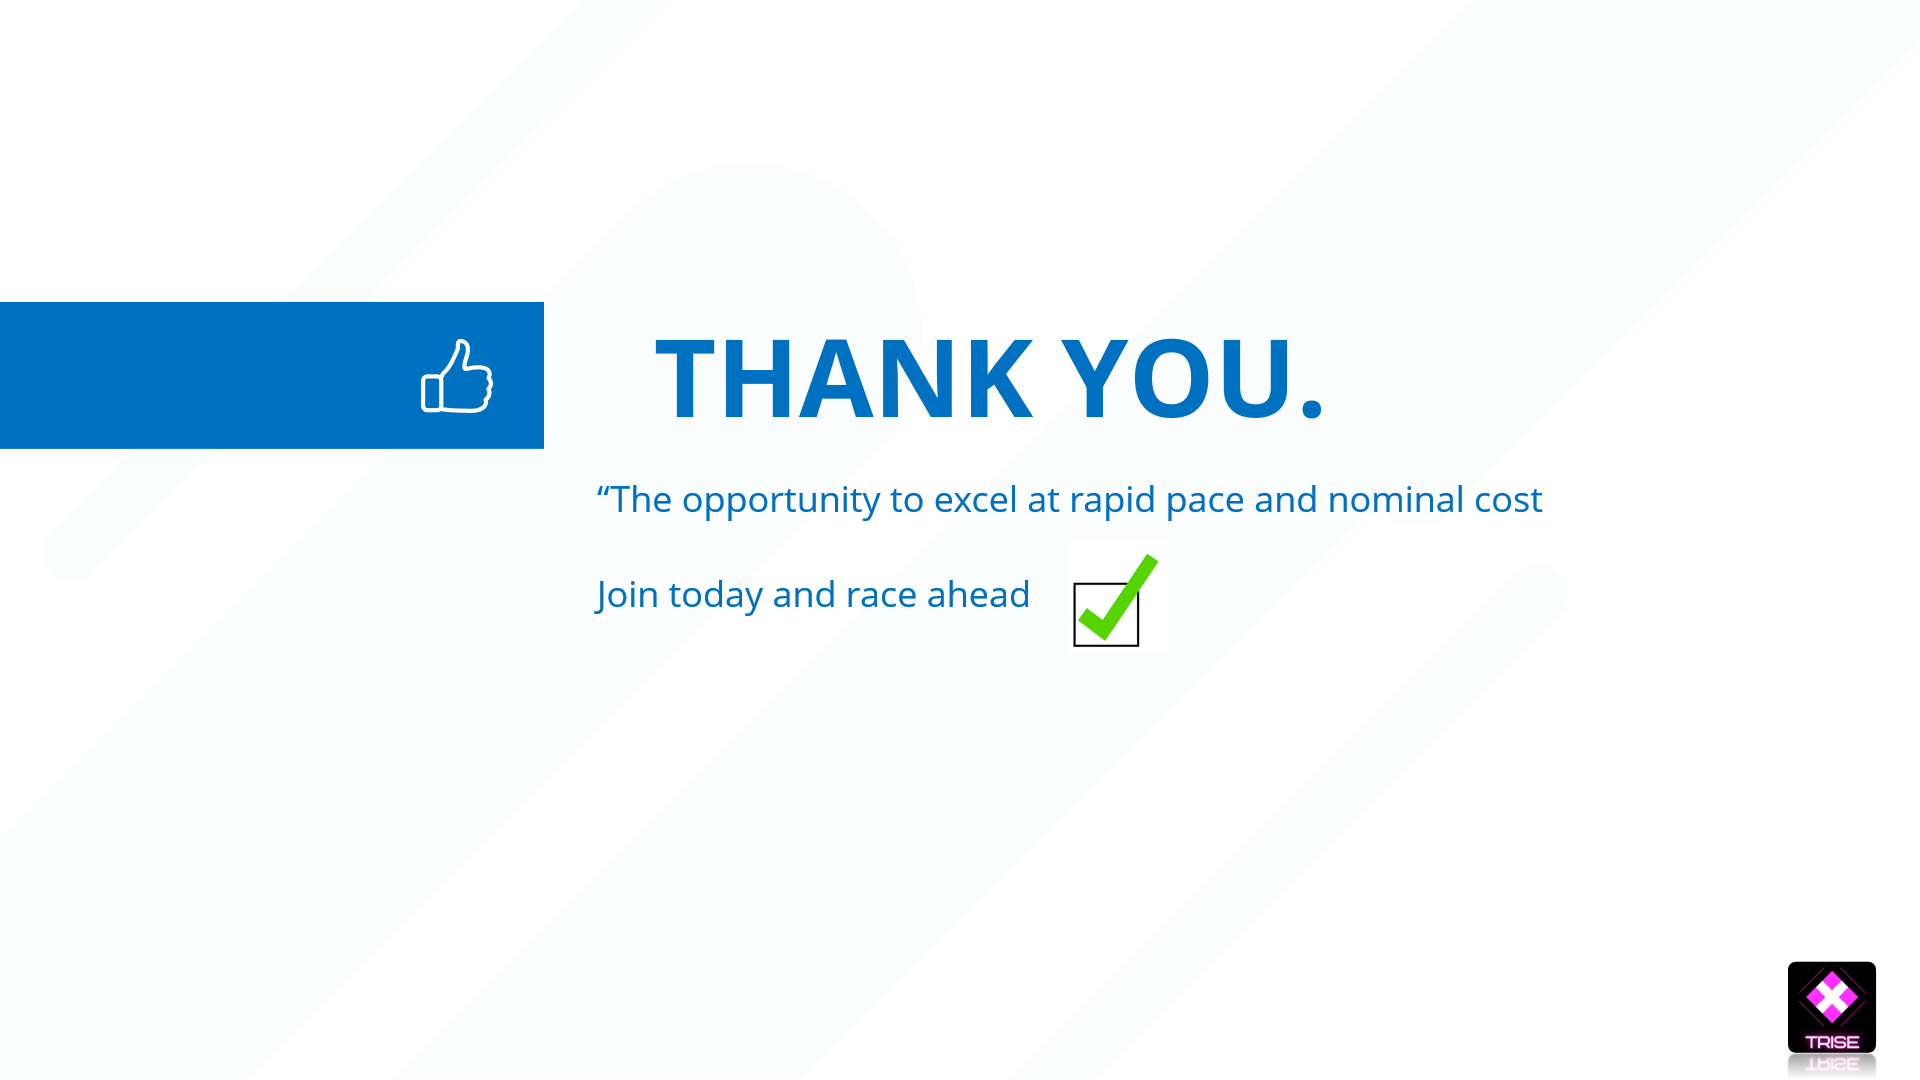 THANK YOU.
“The opportunity to excel at rapid pace and nominal cost
Join today and race ahead
TRISE